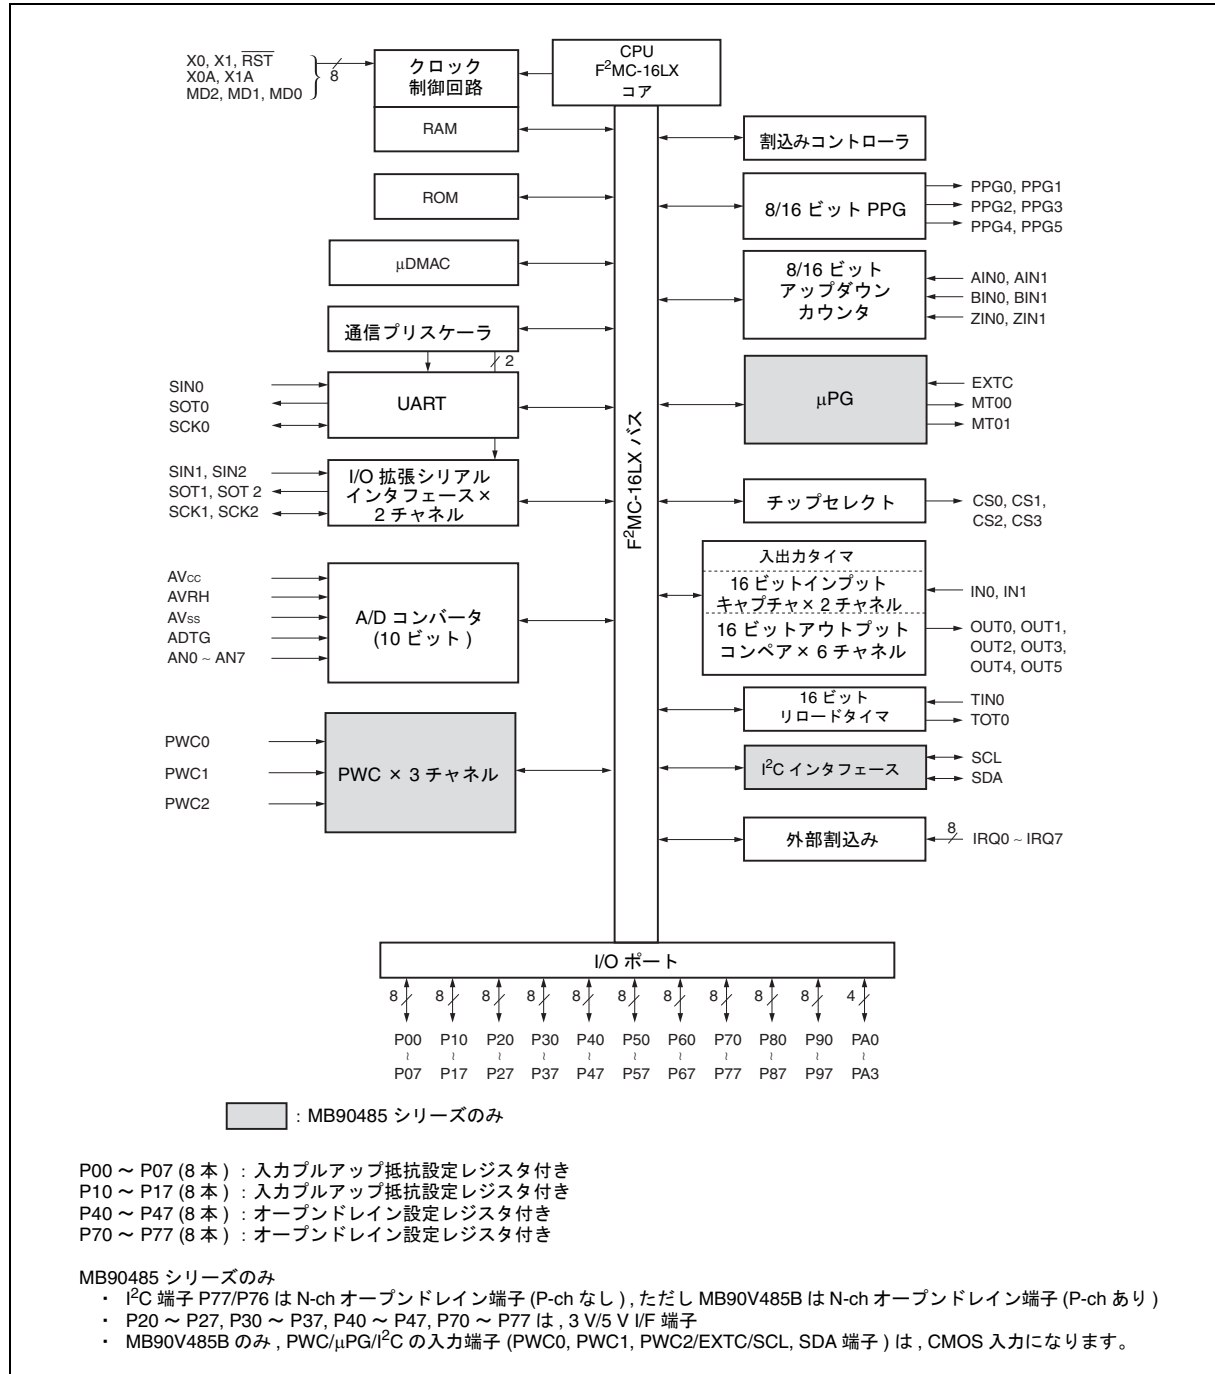 X0, X1, RST
X0A, X1A
MD2, MD1, MD0
8
クロック
制御回路
CPU
F²MC-16LX
コア
RAM
ROM
μDMAC
通信プリスケーラ
2
SIN0
SOT0
SCK0
UART
SIN1, SIN2
SOT1, SOT 2
SCK1, SCK2
I/O 拡張シリアル
インタフェース×
2 チャネル
AVcc
AVRH
AVss
ADTG
AN0 ~ AN7
A/D コンバータ
(10 ビット )
PWC0
PWC1
PWC2
PWC × 3 チャネル
F²MC-16LX バス
割込みコントローラ
8/16 ビット PPG
PPG0, PPG1
PPG2, PPG3
PPG4, PPG5
8/16 ビット
アップダウン
カウンタ
AIN0, AIN1
BIN0, BIN1
ZIN0, ZIN1
μPG
EXTC
MT00
MT01
チップセレクト
CS0, CS1,
CS2, CS3
入出力タイマ
16 ビットインプット
キャプチャ× 2 チャネル
16 ビットアウトプット
コンペア× 6 チャネル
IN0, IN1
OUT0, OUT1,
OUT2, OUT3,
OUT4, OUT5
16 ビット
リロードタイマ
TIN0
TOT0
I²C インタフェース
SCL
SDA
外部割込み
8
IRQ0 ~ IRQ7
I/O ポート
8 8 8 8 8 8 8 8 8 8 4
P00 P10 P20 P30 P40 P50 P60 P70 P80 P90 PA0
~ ~ ~ ~ ~ ~ ~ ~ ~ ~ ~
P07 P17 P27 P37 P47 P57 P67 P77 P87 P97 PA3
: MB90485 シリーズのみ
P00 ～ P07 (8 本 ) : 入力プルアップ抵抗設定レジスタ付き
P10 ～ P17 (8 本 ) : 入力プルアップ抵抗設定レジスタ付き
P40 ～ P47 (8 本 ) : オープンドレイン設定レジスタ付き
P70 ～ P77 (8 本 ) : オープンドレイン設定レジスタ付き
MB90485 シリーズのみ
・ I²C 端子 P77/P76 は N-ch オープンドレイン端子 (P-ch なし ) , ただし MB90V485B は N-ch オープンドレイン端子 (P-ch あり )
・ P20 ～ P27, P30 ～ P37, P40 ～ P47, P70 ～ P77 は , 3 V/5 V I/F 端子
・ MB90V485B のみ , PWC/μPG/I²C の入力端子 (PWC0, PWC1, PWC2/EXTC/SCL, SDA 端子 ) は , CMOS 入力になります。